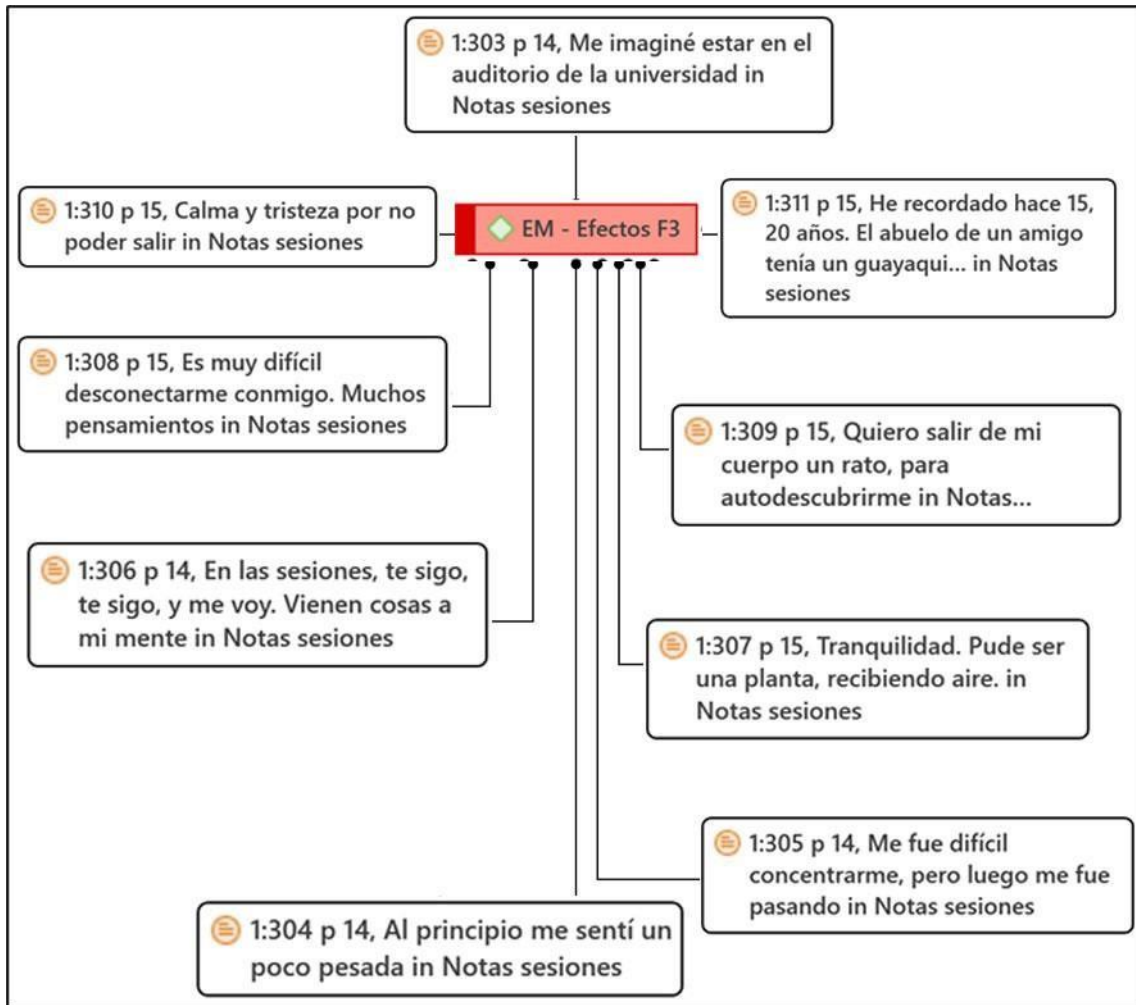 1:303 p 14, Me imaginé estar en el
auditorio de la universidad in
Notas sesiones
1:310 p 15, Calma y tristeza por no
poder salir in Notas sesiones
EM - Efectos F3
1:311 p 15, He recordado hace 15,
20 años. El abuelo de un amigo
tenía un guayaqui... in Notas
sesiones
1:308 p 15, Es muy difícil
desconectarme conmigo. Muchos
pensamientos in Notas sesiones
1:309 p 15, Quiero salir de mi
cuerpo un rato, para
autodescubrirme in Notas...
1:306 p 14, En las sesiones, te sigo,
te sigo, y me voy. Vienen cosas a
mi mente in Notas sesiones
1:307 p 15, Tranquilidad. Pude ser
una planta, recibiendo aire. in
Notas sesiones
1:305 p 14, Me fue difícil
concentrarme, pero luego me fue
pasando in Notas sesiones
1:304 p 14, Al principio me sentí un
poco pesada in Notas sesiones